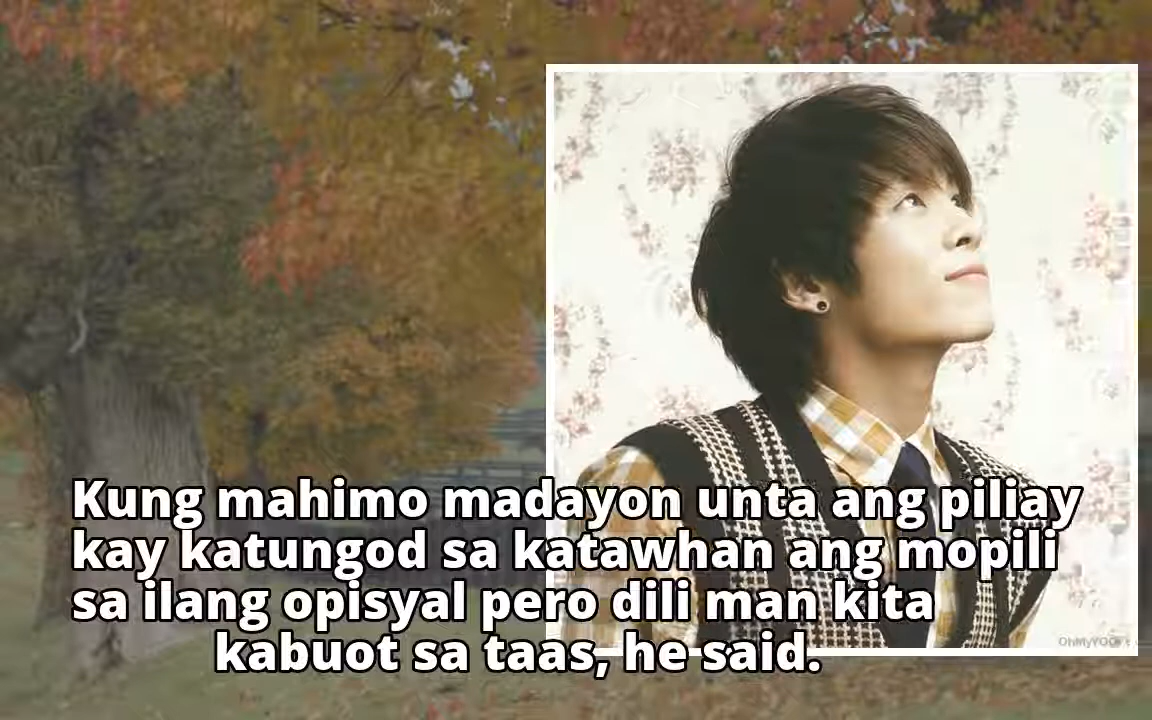 Kung mahimo madayon unta ang piliay
kay katungod sa katawhan ang mopili
sa ilang opisyal pero dili man kita
kabuot sa taas, he said.